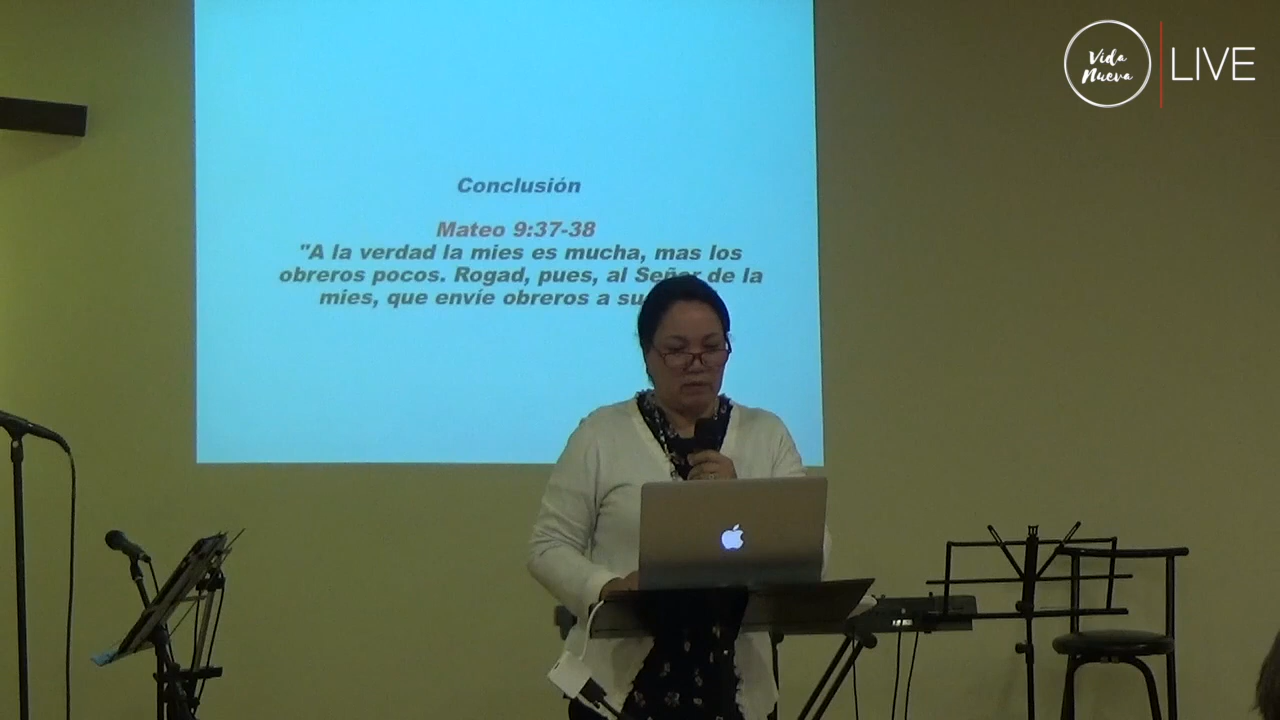 Vida
Nueva
LIVE
Conclusión
Mateo 9:37-38
"A la verdad la mies es mucha, mas los
obreros pocos. Rogad, pues, al Señor de la
mies, que envíe obreros a su